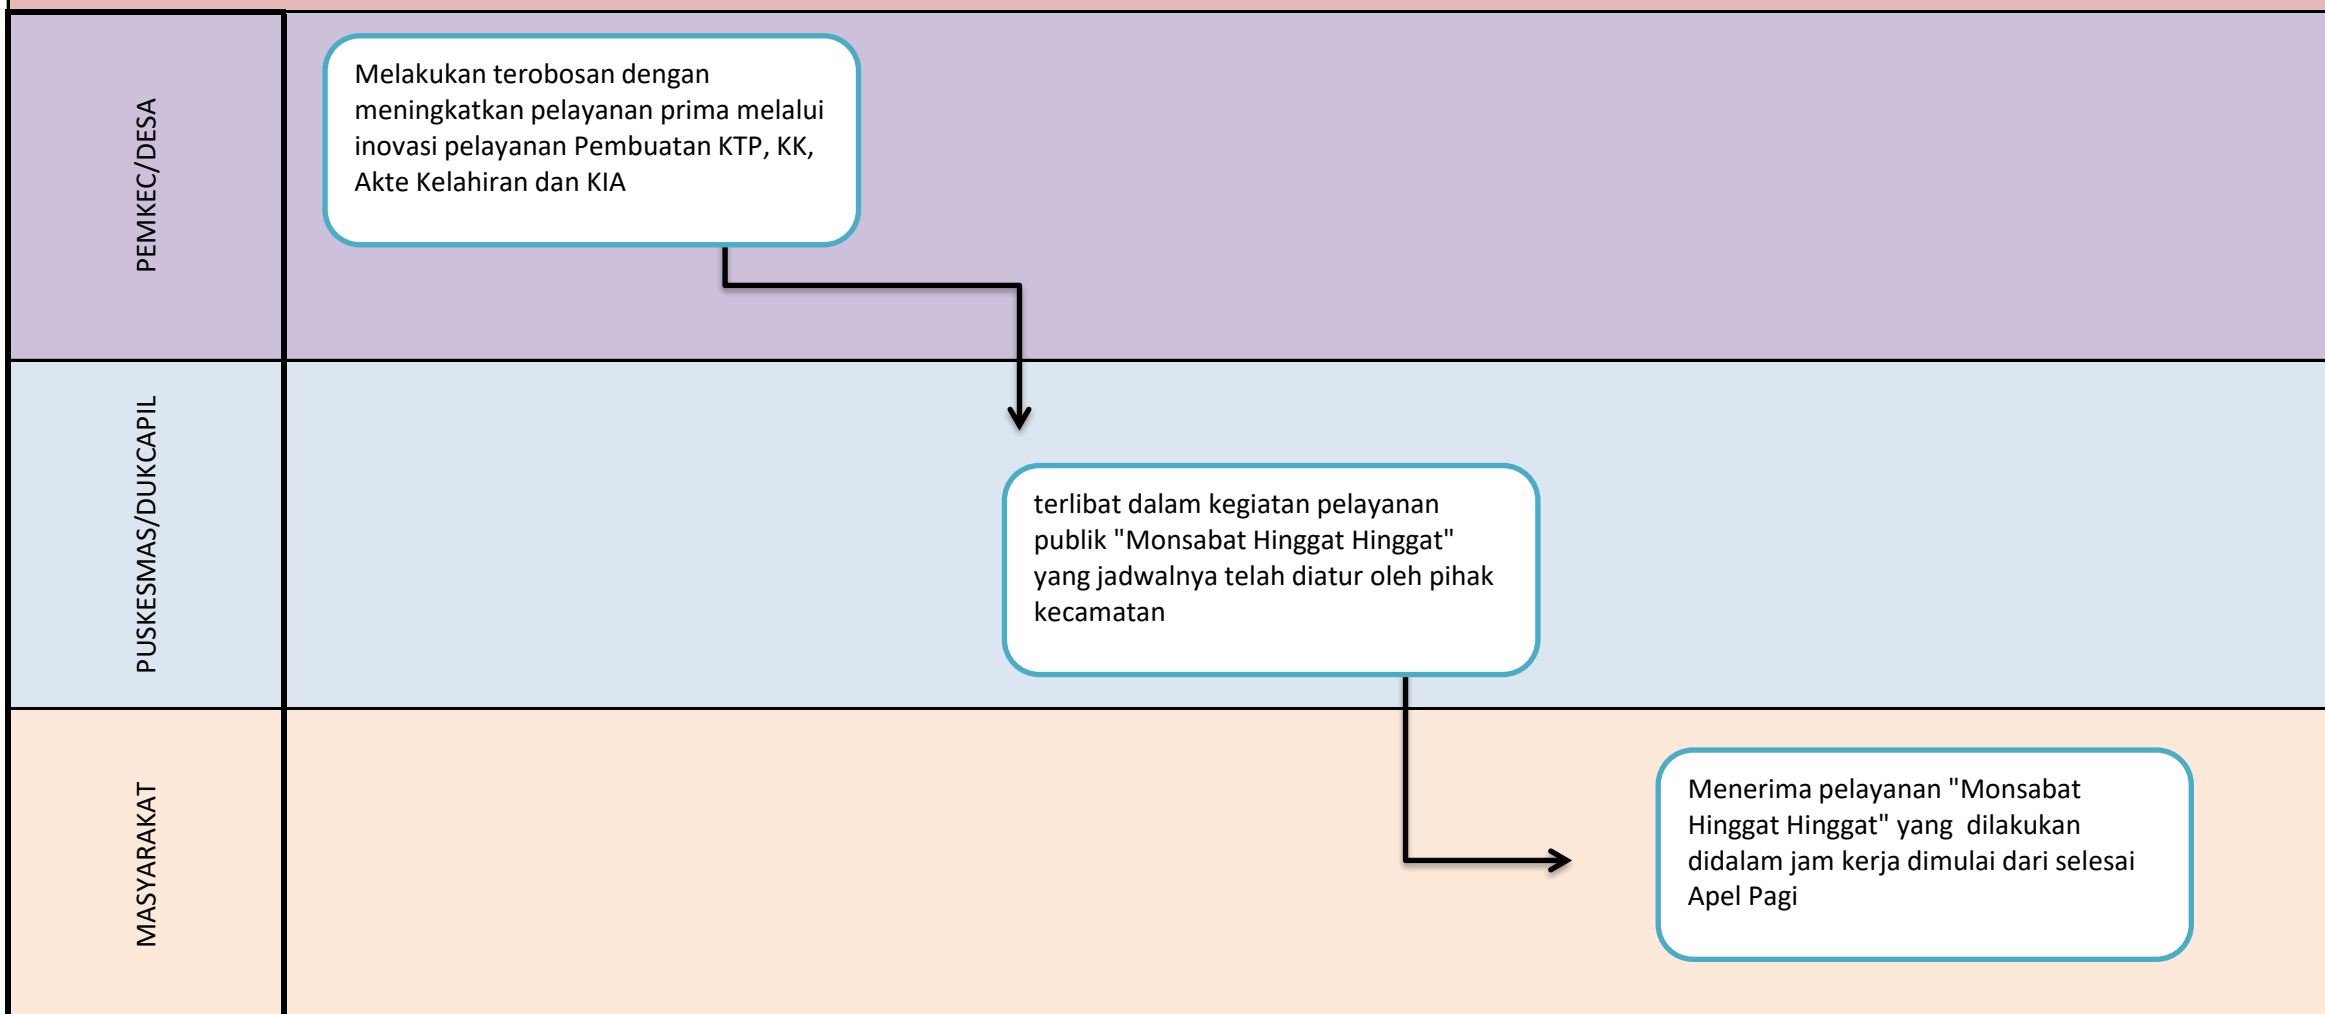 PEMKEC/DESA
Melakukan terobosan dengan
meningkatkan pelayanan prima melalui
inovasi pelayanan Pembuatan KTP, KK,
Akte Kelahiran dan KIA
PUSKESMAS/DUKCAPIL
terlibat dalam kegiatan pelayanan
publik "Monsabat Hinggat Hinggat"
yang jadwalnya telah diatur oleh pihak
kecamatan
MASYARAKAT
Menerima pelayanan "Monsabat
Hinggat Hinggat" yang  dilakukan
didalam jam kerja dimulai dari selesai
Apel Pagi